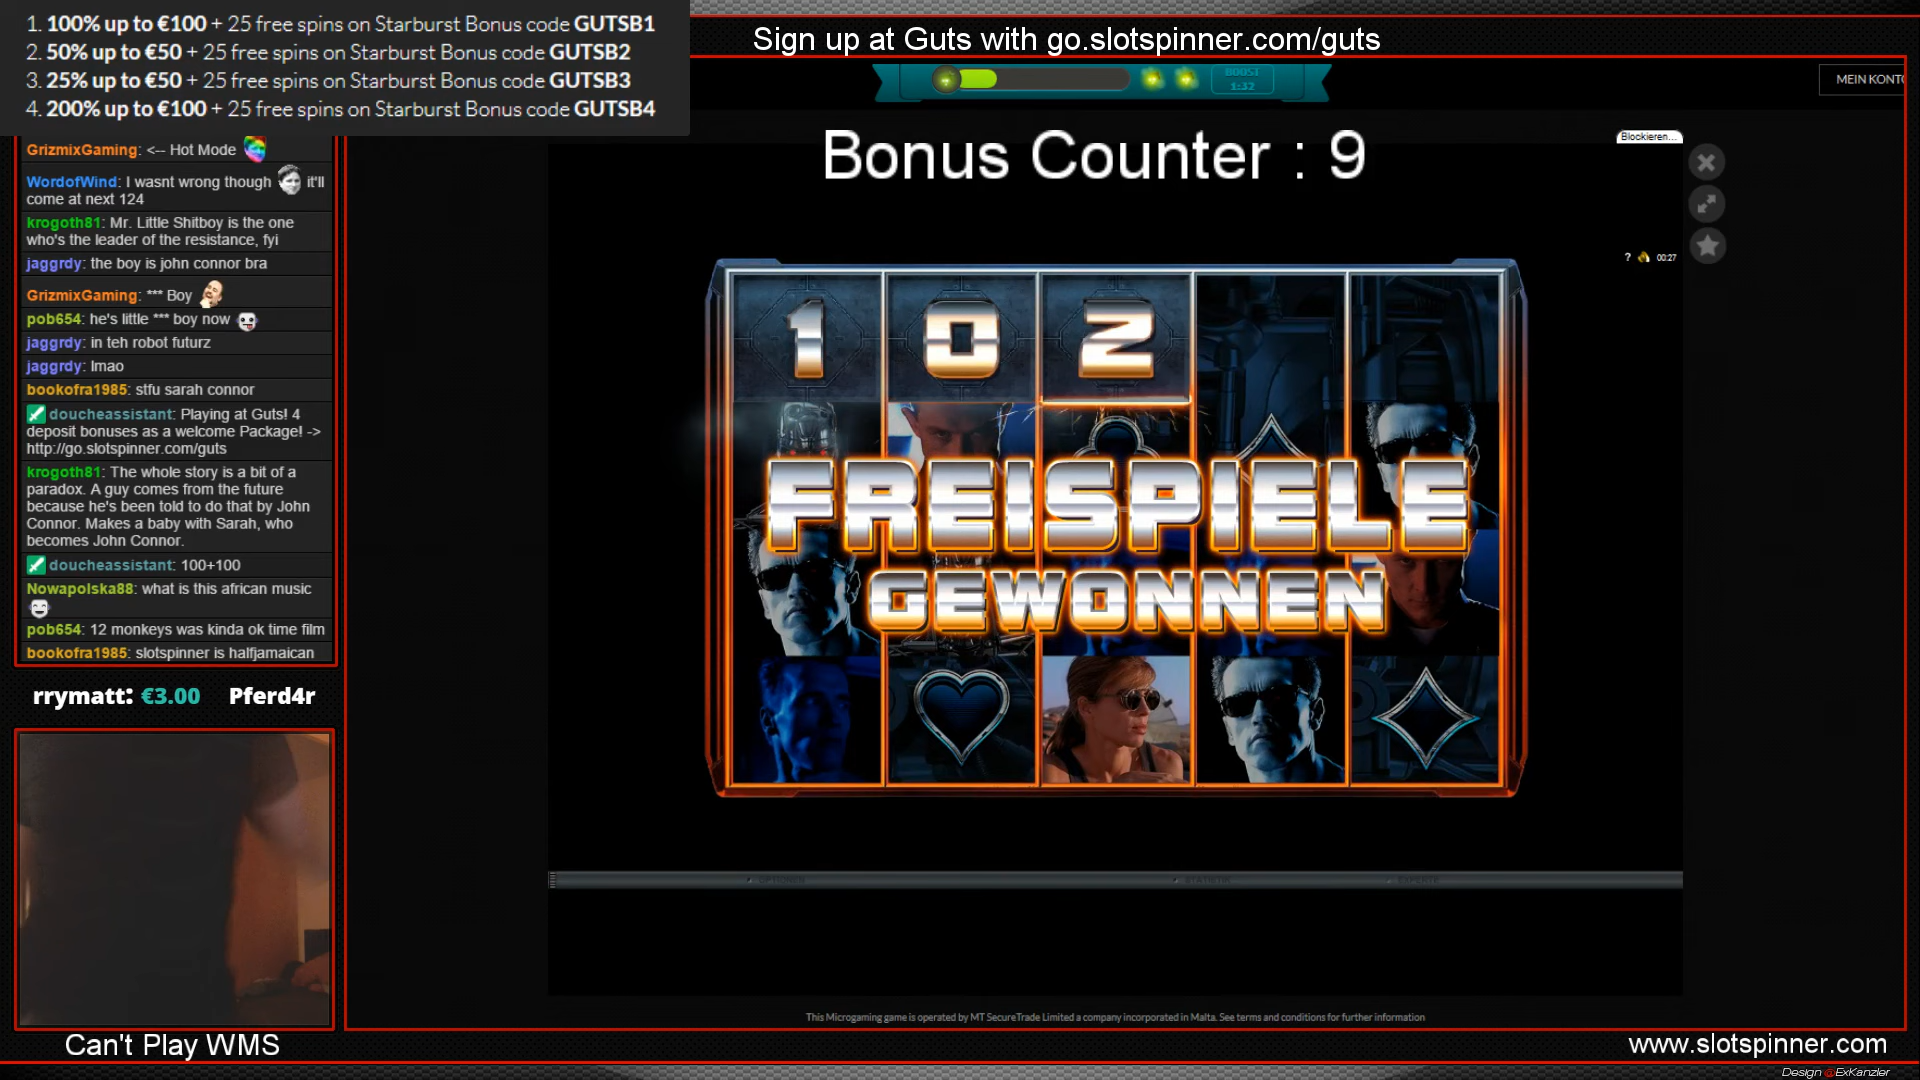 1. 100% up to €100 + 25 free spins on Starburst Bonus code GUTSB1
2. 50% up to €50 + 25 free spins on Starburst Bonus code GUTSB2
3. 25% up to €50 + 25 free spins on Starburst Bonus code GUTSB3
4. 200% up to €100 + 25 free spins on Starburst Bonus code GUTSB4
Sign up at Guts with go.slotspinner.com/guts
BOOST
1:32
MEIN KONTO
Bonus Counter : 9
Blockieren...
? 00:27
GrizmixGaming: <-- Hot Mode
WordofWind: I wasnt wrong though it'll
come at next 124
krogoth81: Mr. Little Shitboy is the one
who's the leader of the resistance, fyi
jaggrdy: the boy is john connor bra
GrizmixGaming: *** Boy
pob654: he's little *** boy now
jaggrdy: in teh robot futurz
jaggrdy: lmao
bookofra1985: stfu sarah connor
doucheassistant: Playing at Guts! 4
deposit bonuses as a welcome Package! ->
http://go.slotspinner.com/guts
krogoth81: The whole story is a bit of a
paradox. A guy comes from the future
because he's been told to do that by John
Connor. Makes a baby with Sarah, who
becomes John Connor.
doucheassistant: 100+100
Nowapolska88: what is this african music
pob654: 12 monkeys was kinda ok time film
bookofra1985: slotspinner is halfjamaican
1 0 2
FREISPIELE
GEWONNEN
rrymatt: €3.00 Pferd4r
OPTIONEN STATISTIK EXPERTE
This Microgaming game is operated by MT SecureTrade Limited a company incorporated in Malta. See terms and conditions for further information
Can't Play WMS
www.slotspinner.com
Design @ExKanzler